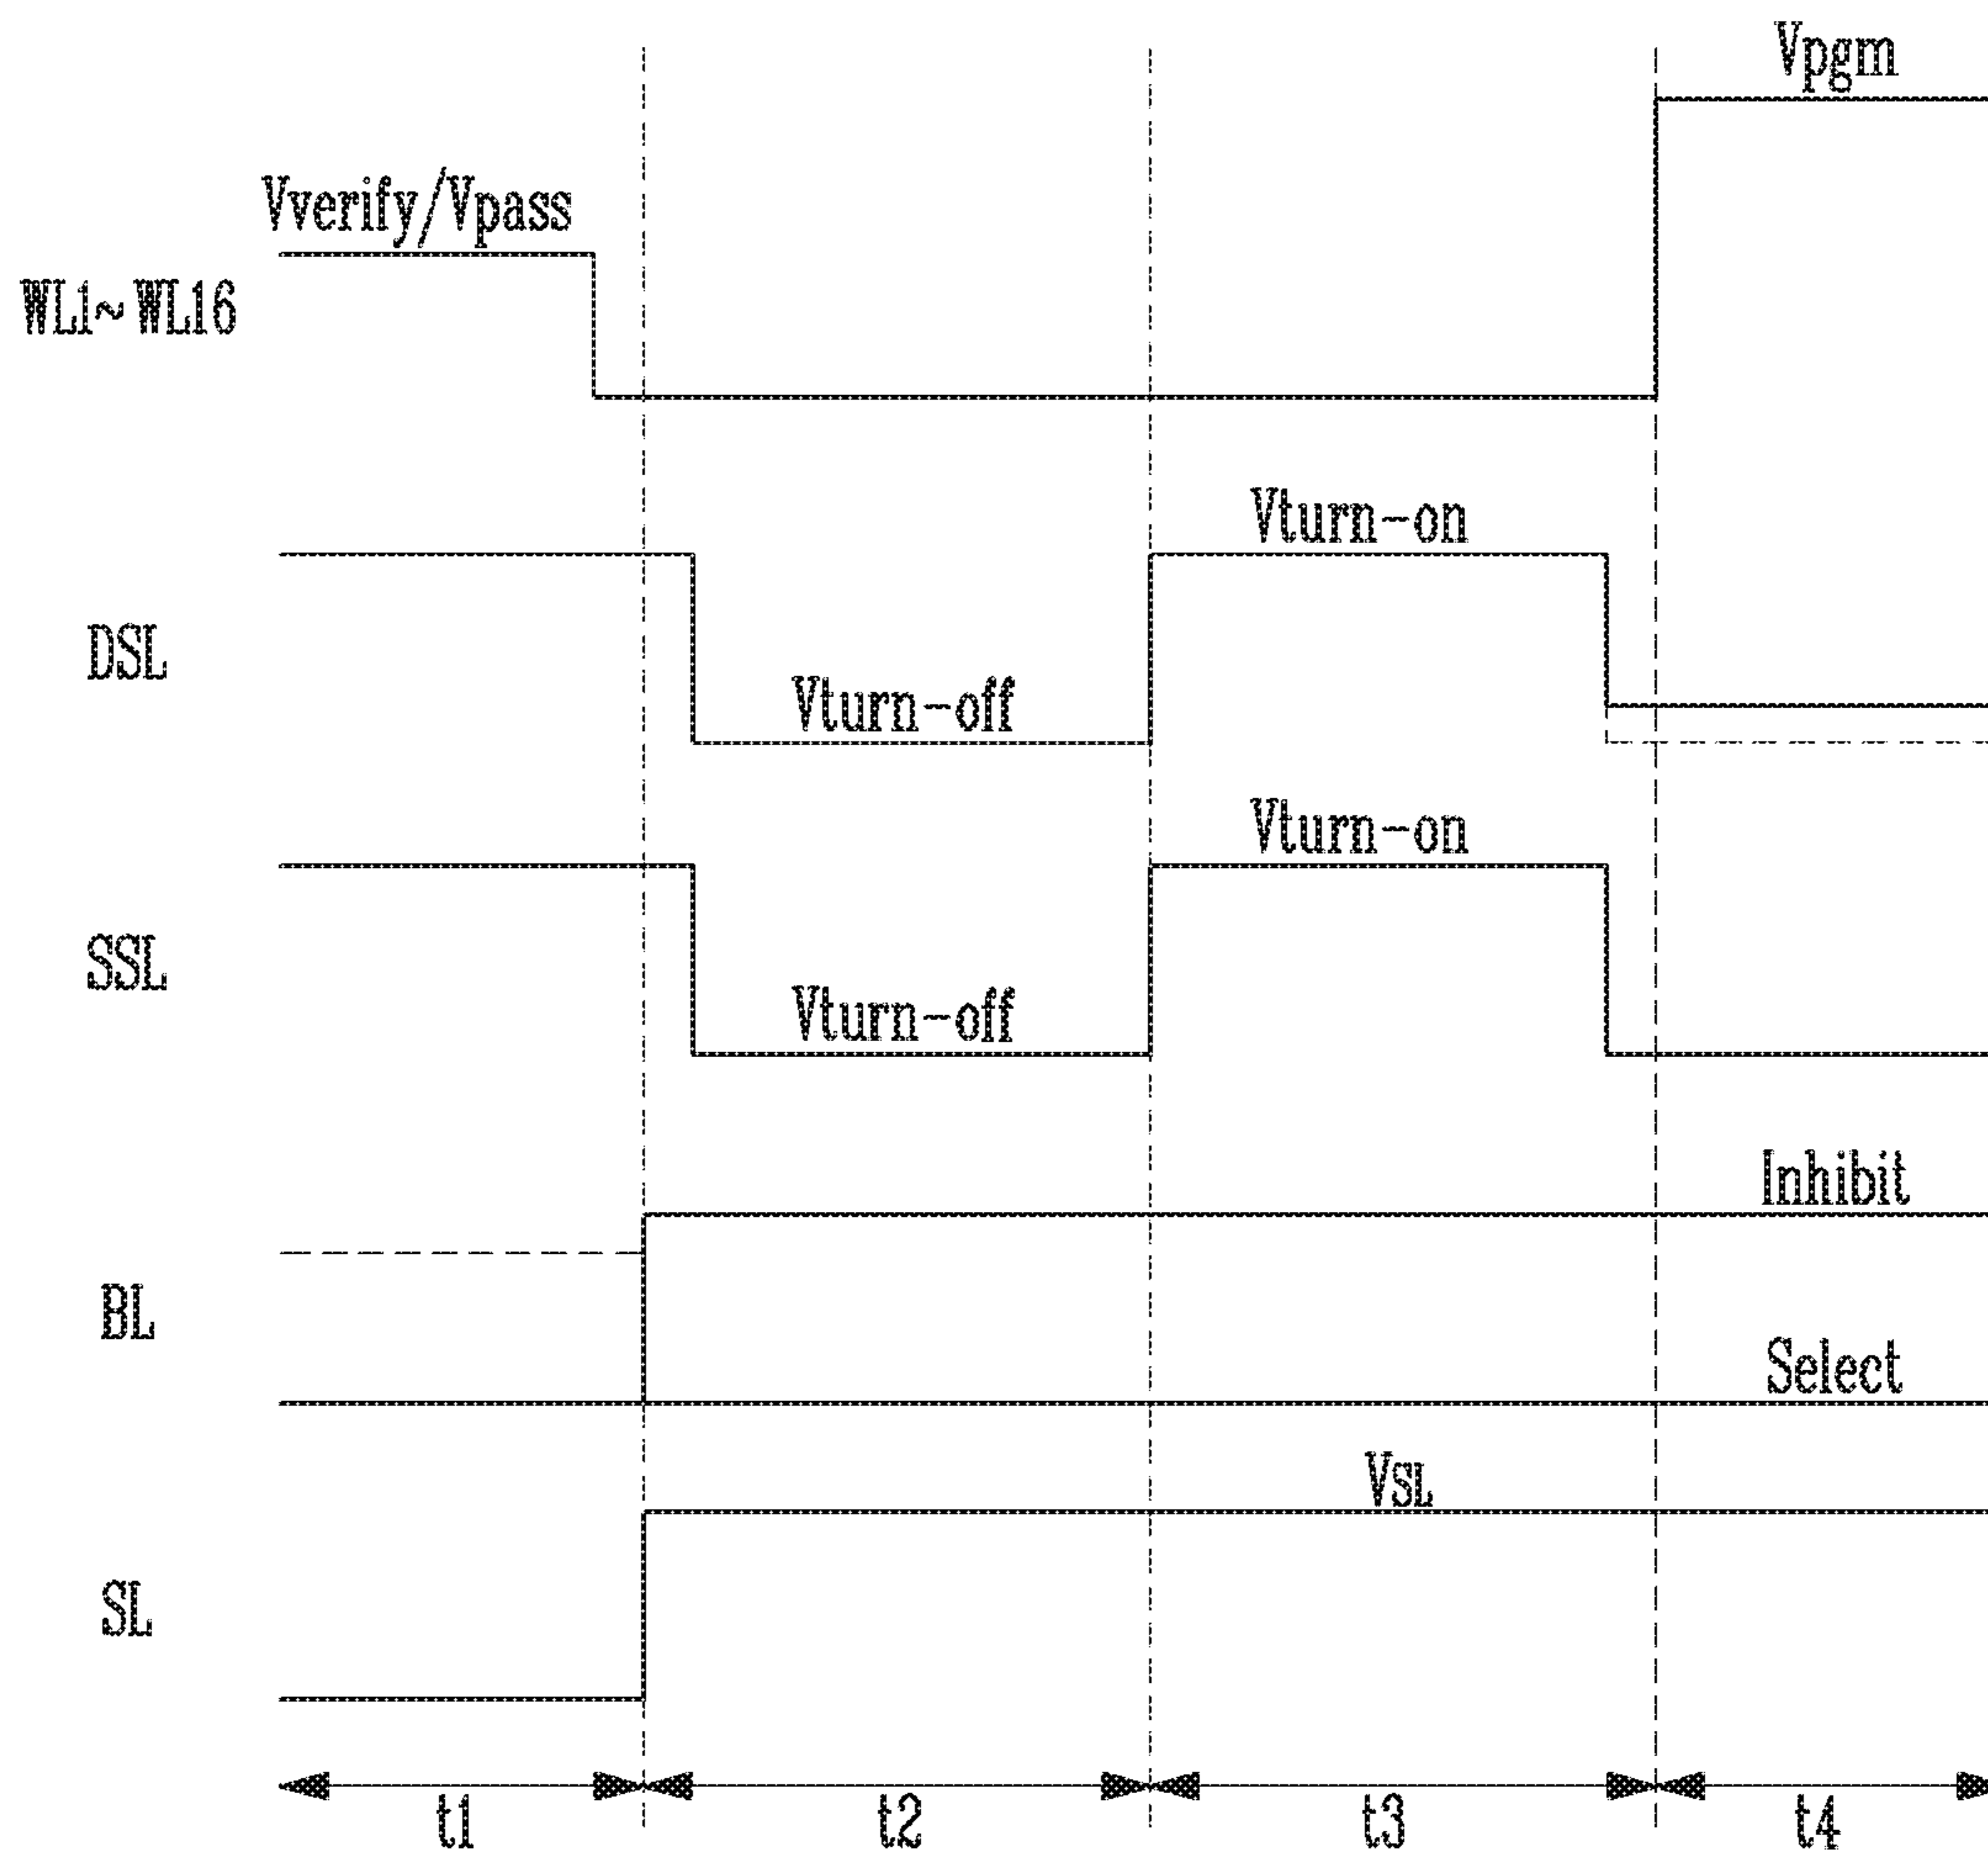 Vpgm
Vverify/Vpass
WL1~WL16
Vturn-on
DSL
Vturn-off
Vturn-on
SSL
Vturn-off
Inhibit
BL
Select
VSL
SL
t1 t2 t3 t4